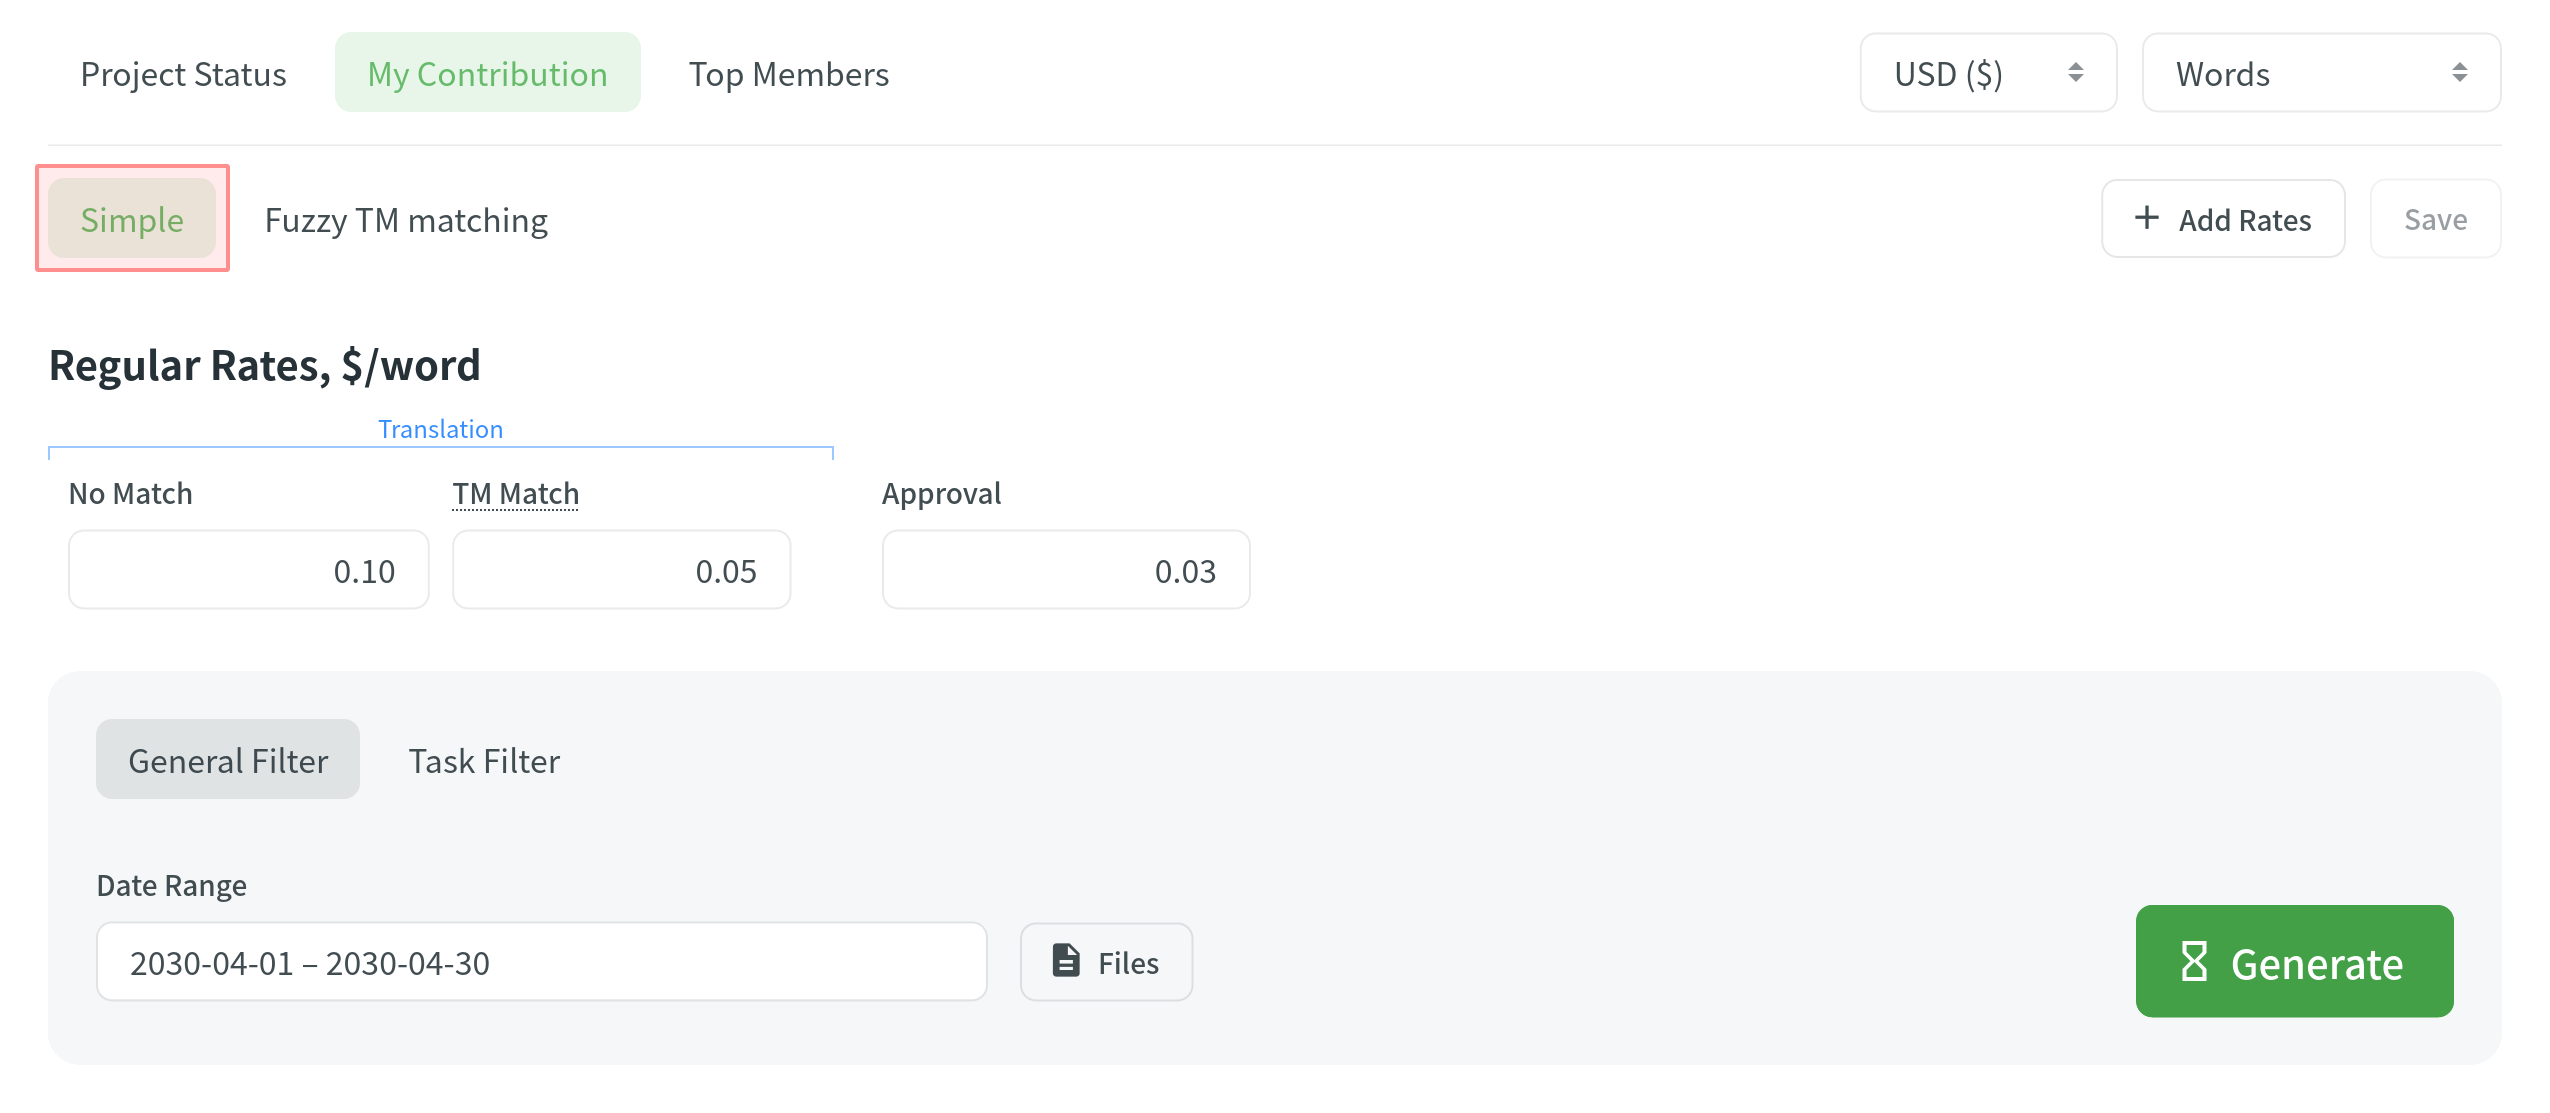 Project Status My Contribution Top Members USD ($) Words
Simple Fuzzy TM matching Add Rates Save
Regular Rates, $/word
Translation
No Match TM Match Approval
0.10 0.05 0.03
General Filter Task Filter
Date Range
2030-04-01 – 2030-04-30 Files Generate